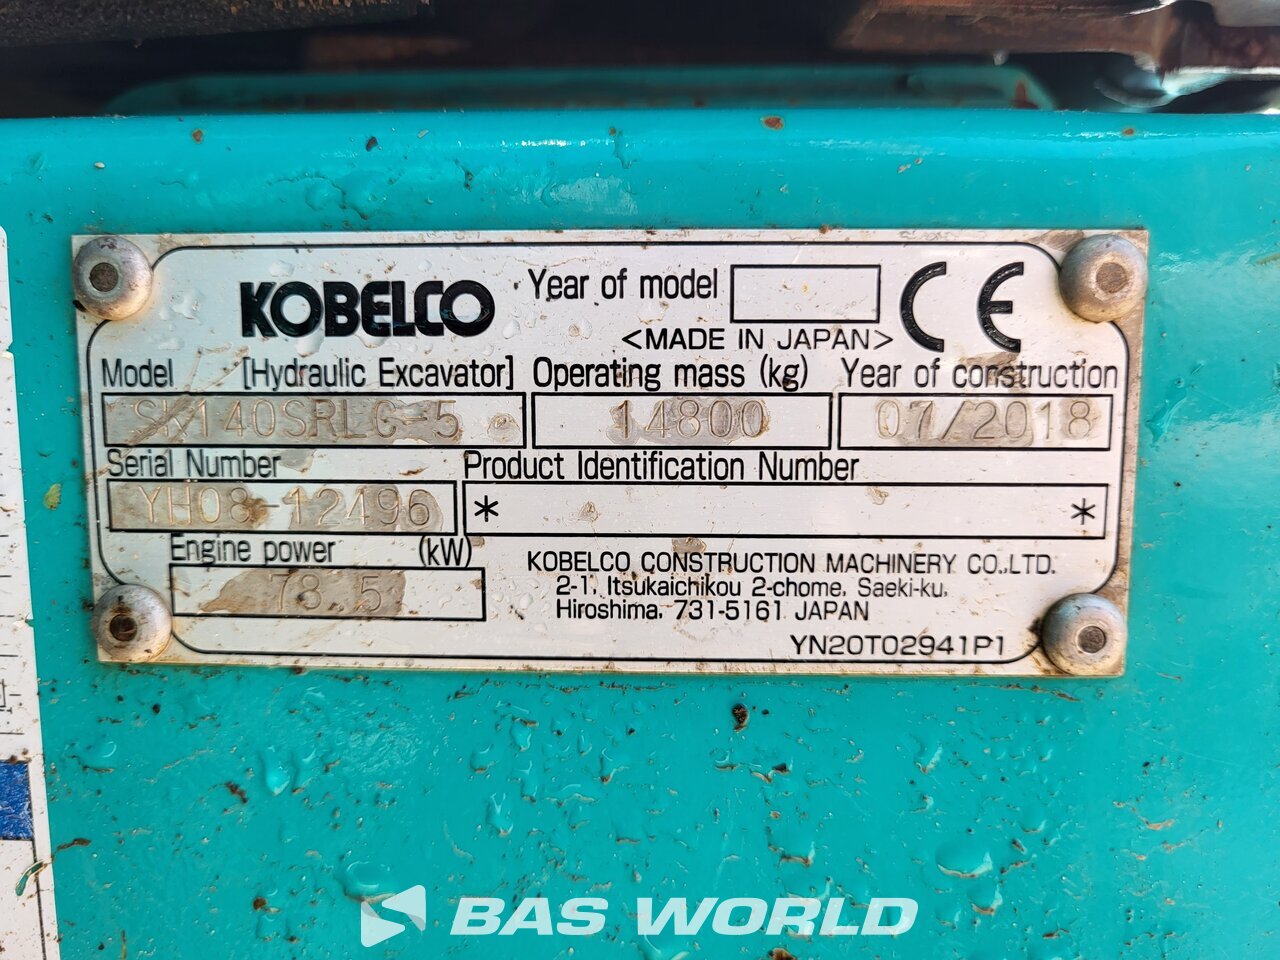 KOBELCO
Year of model
<MADE IN JAPAN>
CE
Model [Hydraulic Excavator] Operating mass (kg) Year of construction
SK140SRLC-5 14800 07/2018
Serial Number Product Identification Number
YH08-12496 * *
Engine power (kW)
78.5
KOBELCO CONSTRUCTION MACHINERY CO.,LTD.
2-1, Itsukaichikou 2-chome, Saeki-ku,
Hiroshima, 731-5161 JAPAN
YN20T02941P1
BAS WORLD